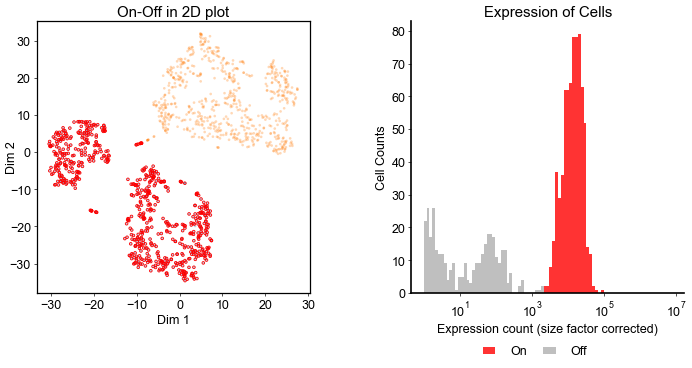 On-Off in 2D plot
Dim 2
30
20
10
0
−10
−20
−30
−30 −20 −10 0 10 20 30
Dim 1
Expression of Cells
Cell Counts
80
70
60
50
40
30
20
10
0
10^1 10^3 10^5 10^7
Expression count (size factor corrected)
On Off